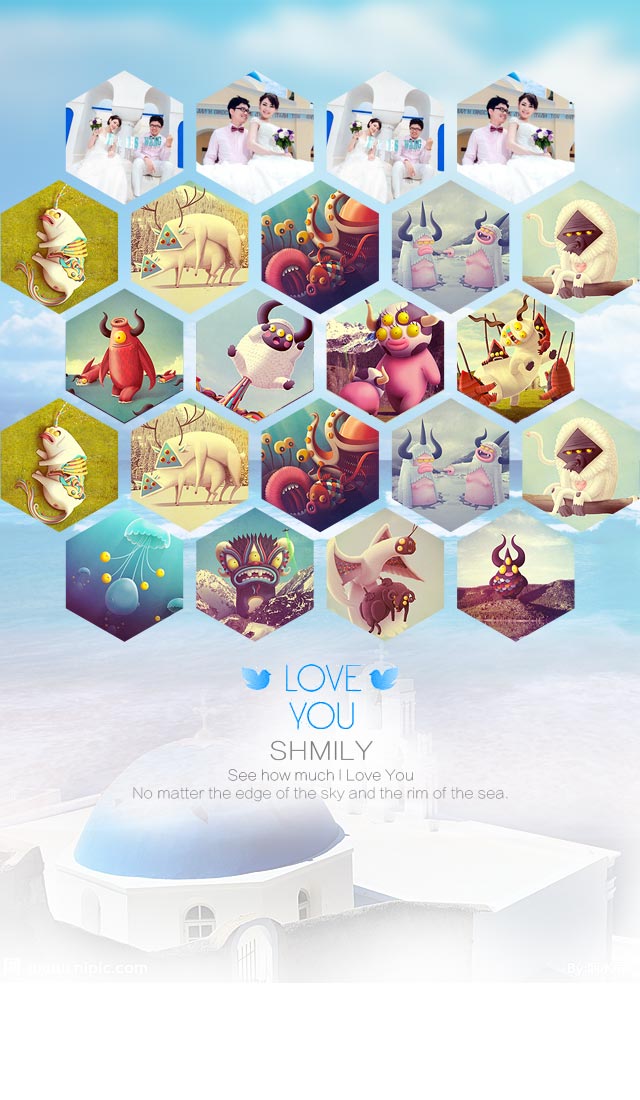 LOVE
YOU
SHMILY
See how much I Love You
No matter the edge of the sky and the rim of the sea.
www.nipic.com